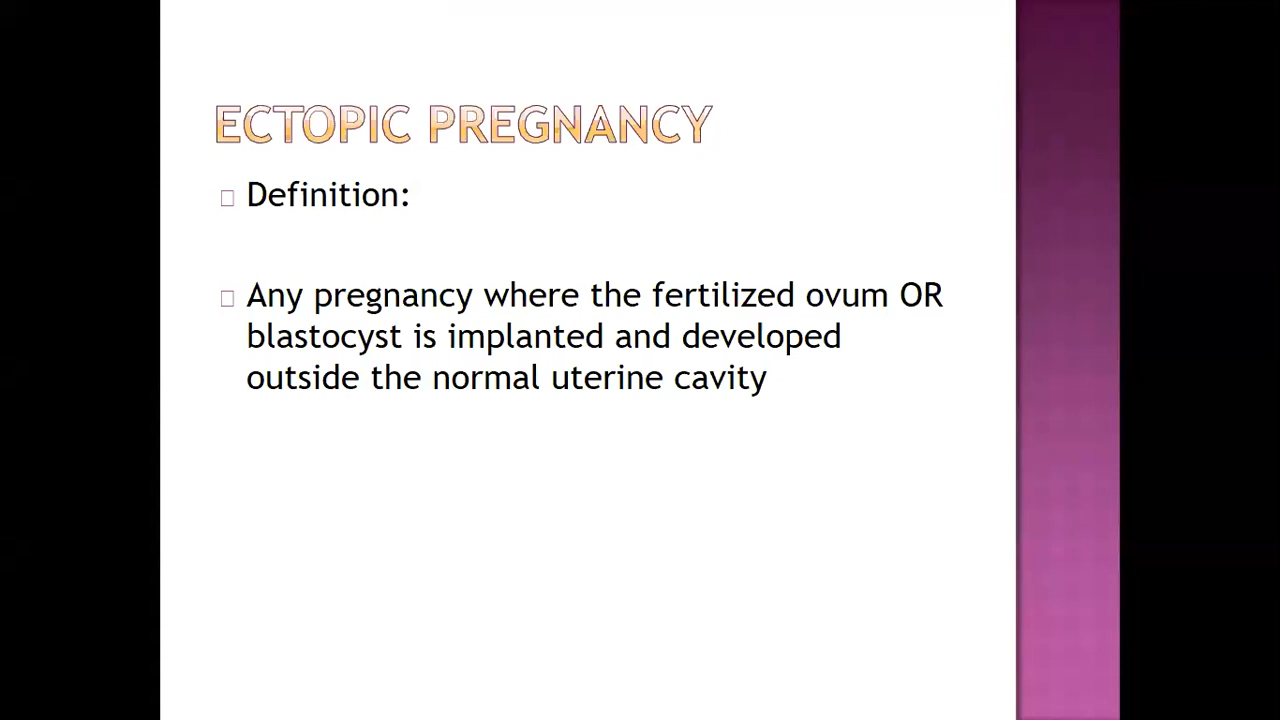 ECTOPIC PREGNANCY
Definition:
Any pregnancy where the fertilized ovum OR
blastocyst is implanted and developed
outside the normal uterine cavity